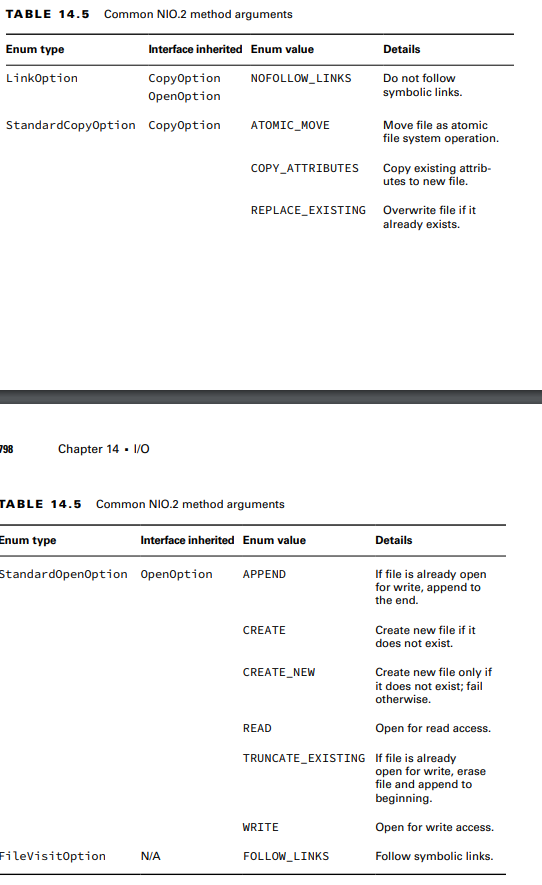 TABLE 14.5 Common NIO.2 method arguments
Enum type Interface inherited Enum value Details
LinkOption CopyOption NOFOLLOW_LINKS Do not follow
OpenOption symbolic links.
StandardCopyOption CopyOption ATOMIC_MOVE Move file as atomic
file system operation.
COPY_ATTRIBUTES Copy existing attrib-
utes to new file.
REPLACE_EXISTING Overwrite file if it
already exists.
798 Chapter 14 ▪ I/O
TABLE 14.5 Common NIO.2 method arguments
Enum type Interface inherited Enum value Details
StandardOpenOption OpenOption APPEND If file is already open
for write, append to
the end.
CREATE Create new file if it
does not exist.
CREATE_NEW Create new file only if
it does not exist; fail
otherwise.
READ Open for read access.
TRUNCATE_EXISTING If file is already
open for write, erase
file and append to
beginning.
WRITE Open for write access.
FileVisitOption N/A FOLLOW_LINKS Follow symbolic links.